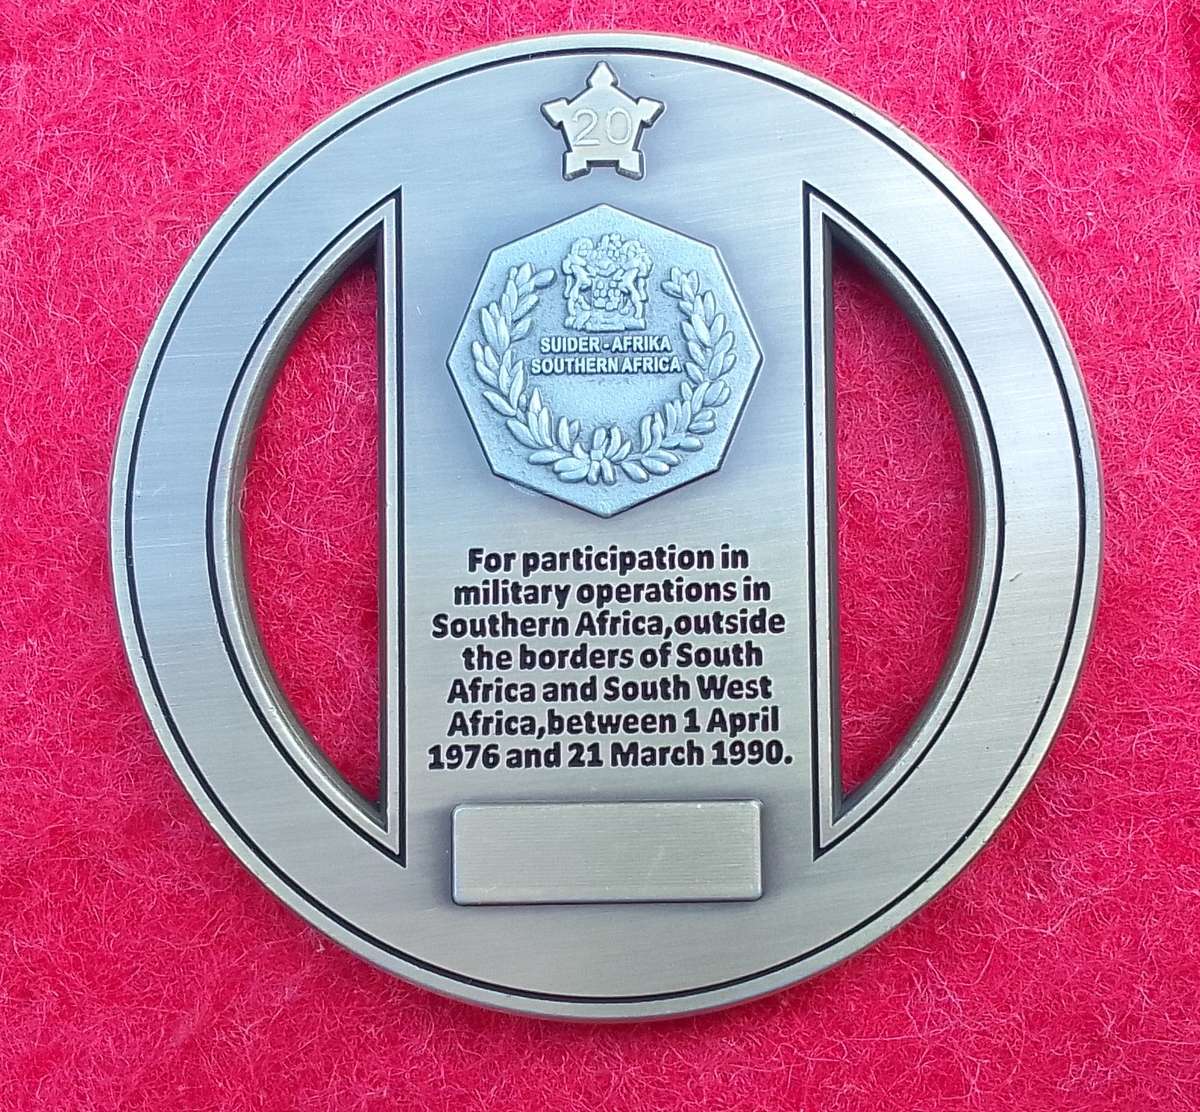 20
SUIDER - AFRIKA
SOUTHERN AFRICA
For participation in
military operations in
Southern Africa,outside
the borders of South
Africa and South West
Africa,between 1 April
1976 and 21 March 1990.